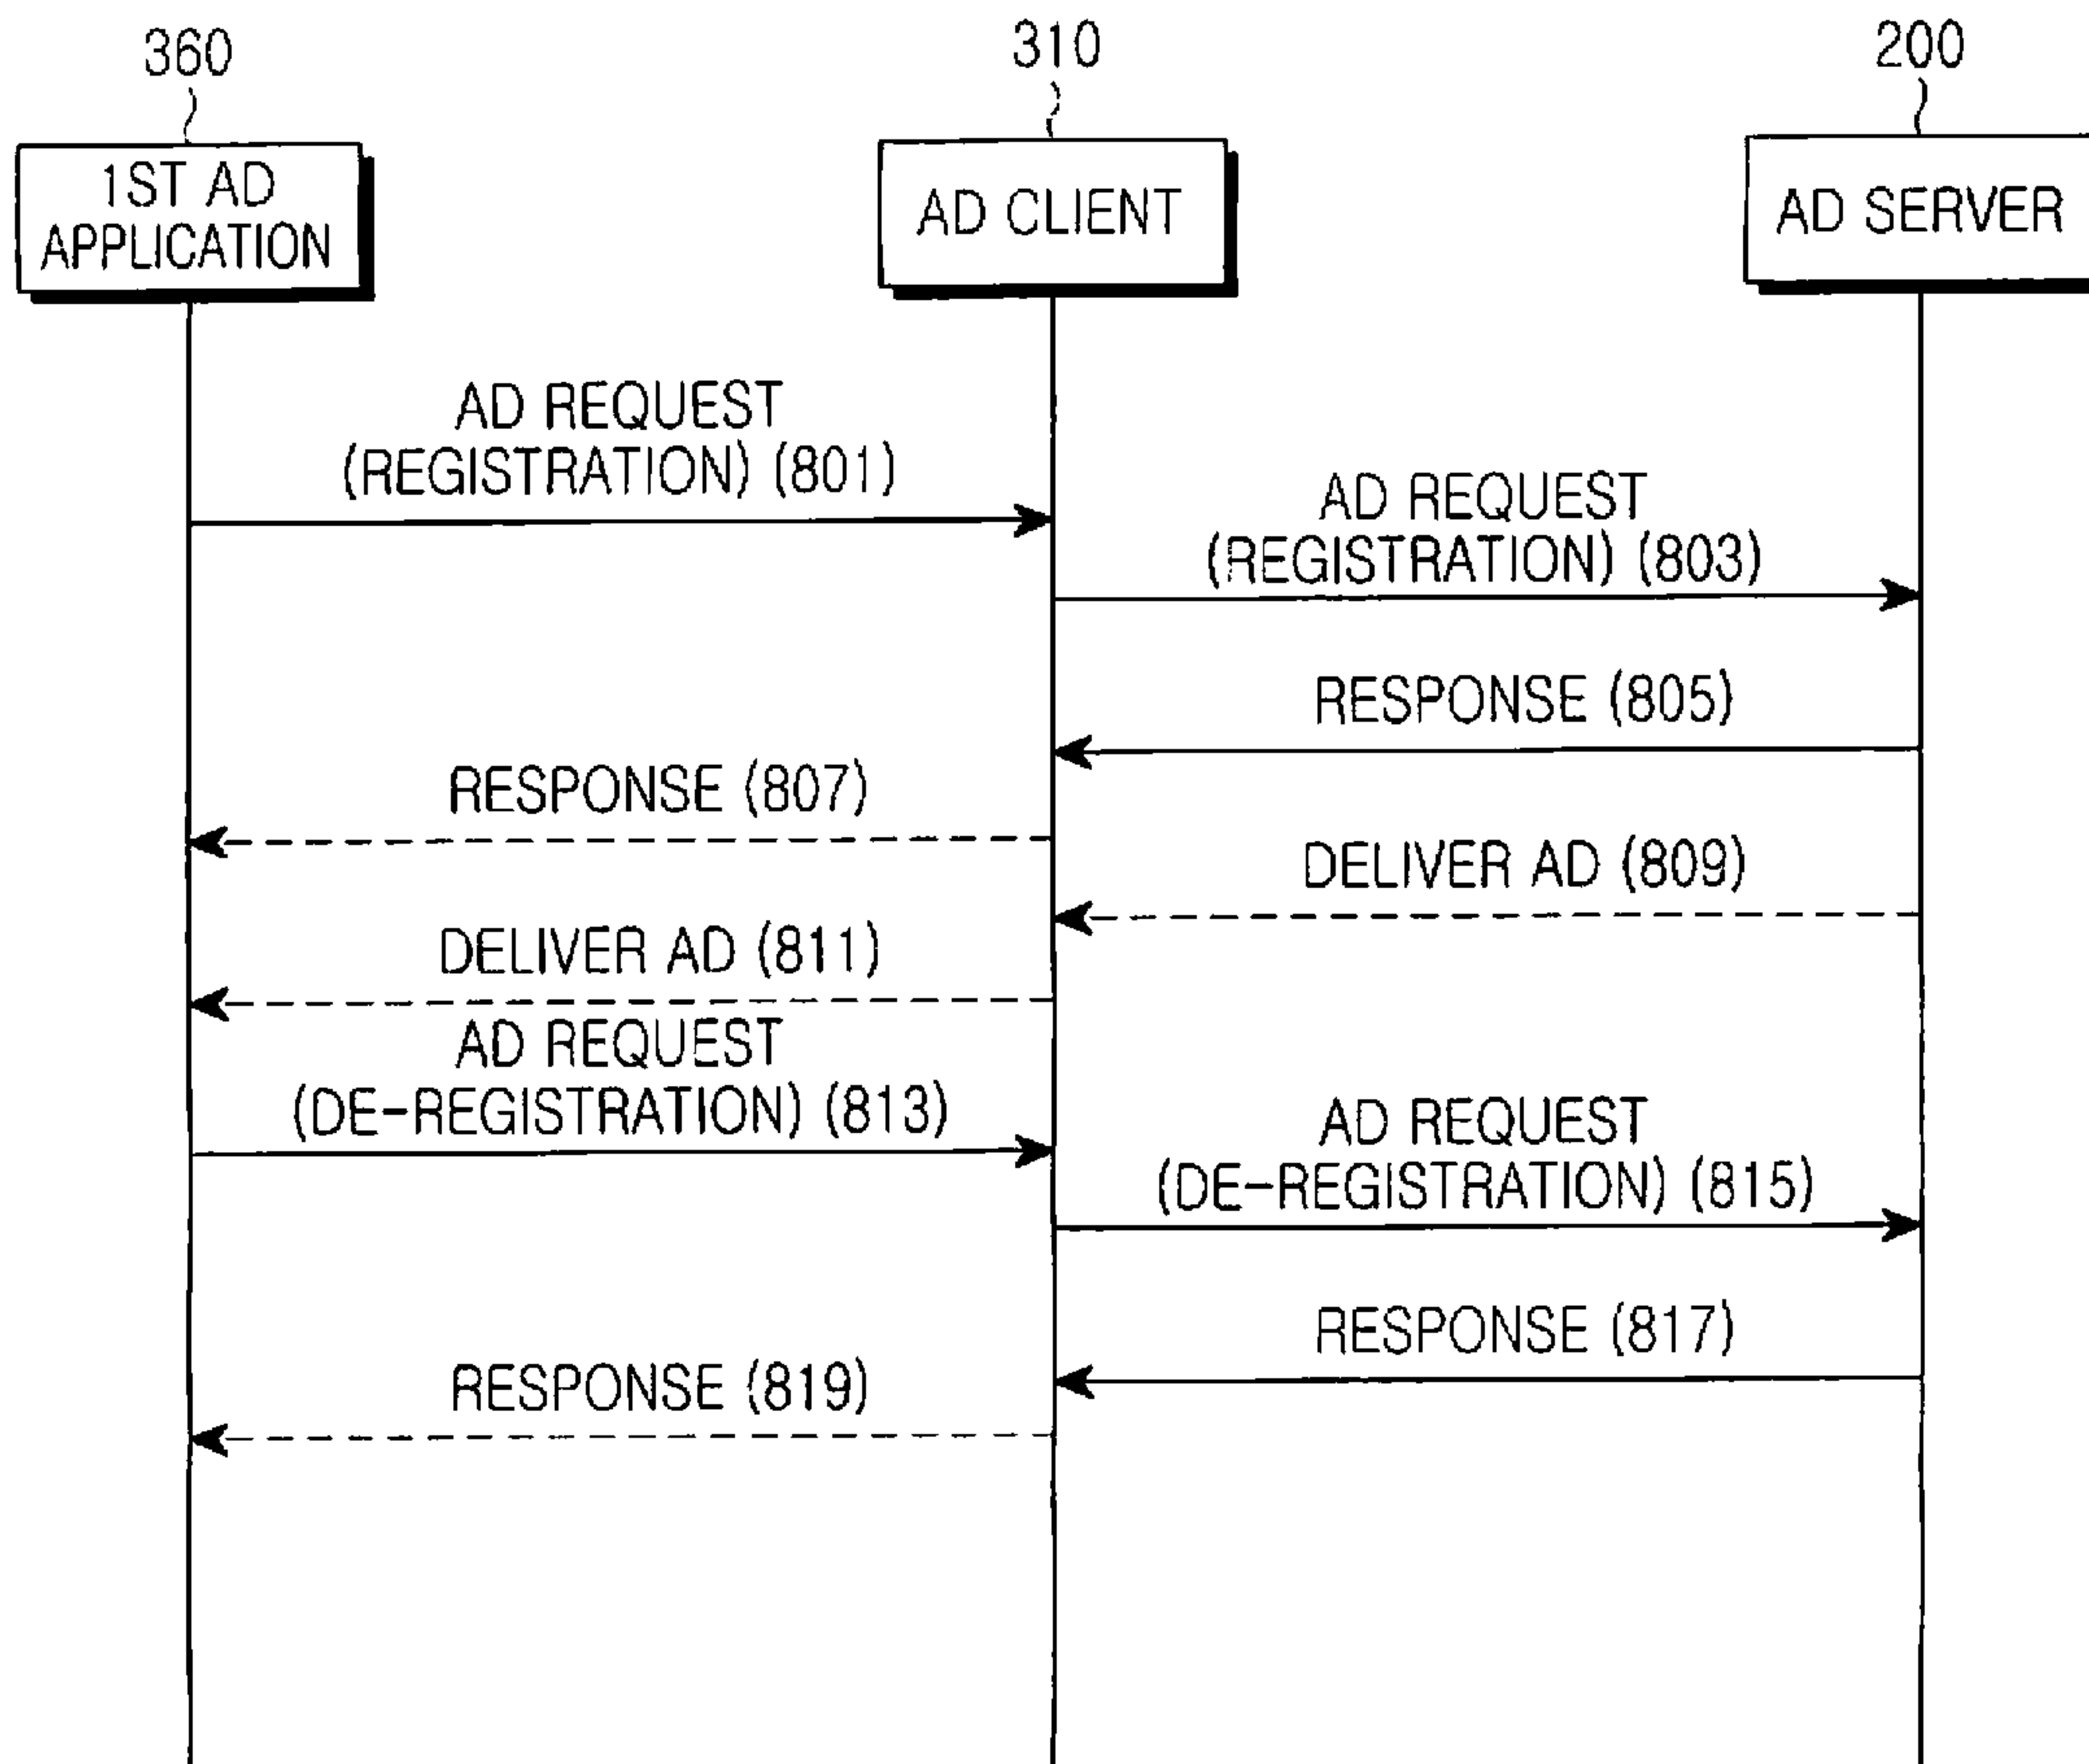 360
310
200
1ST AD
APPLICATION
AD CLIENT
AD SERVER
AD REQUEST
(REGISTRATION) (801)
AD REQUEST
(REGISTRATION) (803)
RESPONSE (805)
RESPONSE (807)
DELIVER AD (809)
DELIVER AD (811)
AD REQUEST
(DE-REGISTRATION) (813)
AD REQUEST
(DE-REGISTRATION) (815)
RESPONSE (817)
RESPONSE (819)